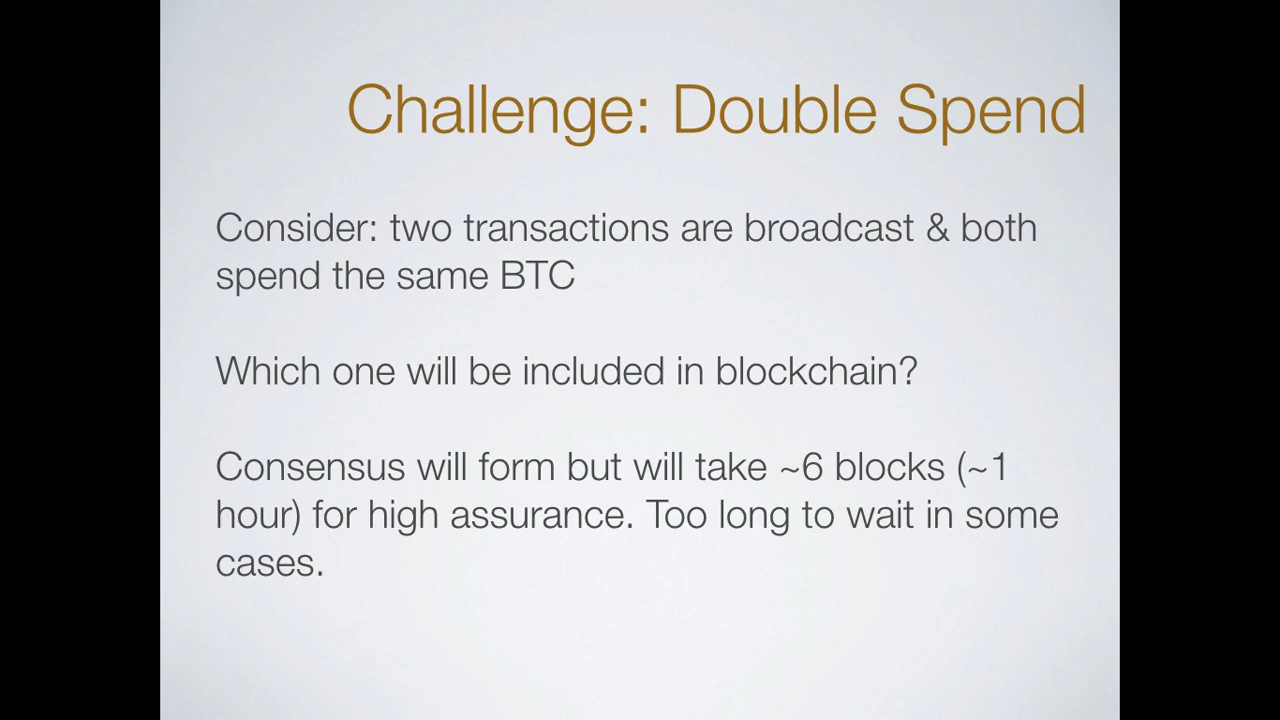 Challenge: Double Spend
Consider: two transactions are broadcast & both
spend the same BTC
Which one will be included in blockchain?
Consensus will form but will take ~6 blocks (~1
hour) for high assurance. Too long to wait in some
cases.